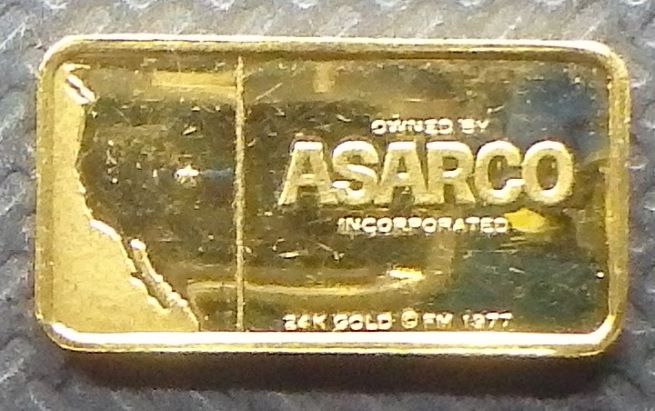 OWNED BY
ASARCO
INCORPORATED
24K GOLD © FM 1977